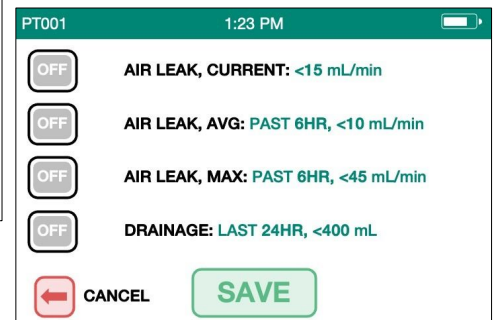 PT001 1:23 PM
OFF AIR LEAK, CURRENT: <15 mL/min
OFF AIR LEAK, AVG: PAST 6HR, <10 mL/min
OFF AIR LEAK, MAX: PAST 6HR, <45 mL/min
OFF DRAINAGE: LAST 24HR, <400 mL
CANCEL SAVE